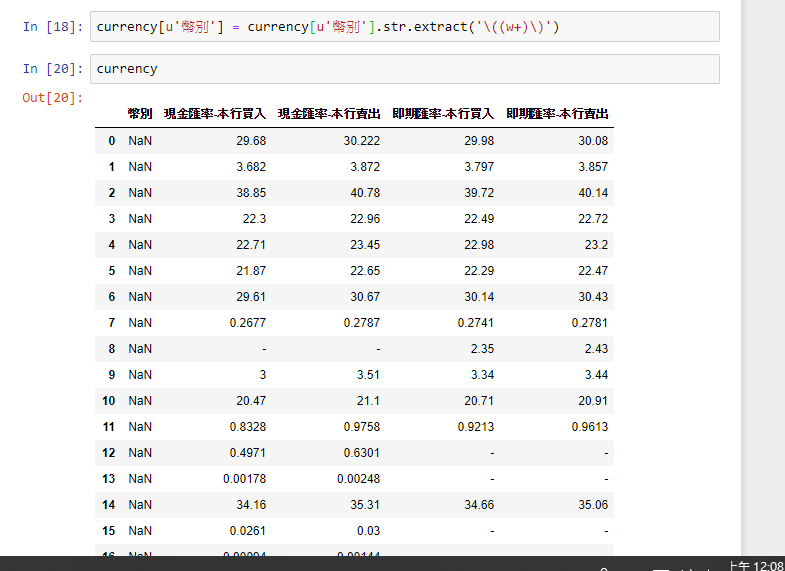 In [18]: currency[u'幣別'] = currency[u'幣別'].str.extract('\((w+)\)')
In [20]: currency
Out[20]:
幣別 現金匯率-本行買入 現金匯率-本行賣出 即期匯率-本行買入 即期匯率-本行賣出
0 NaN 29.68 30.222 29.98 30.08
1 NaN 3.682 3.872 3.797 3.857
2 NaN 38.85 40.78 39.72 40.14
3 NaN 22.3 22.96 22.49 22.72
4 NaN 22.71 23.45 22.98 23.2
5 NaN 21.87 22.65 22.29 22.47
6 NaN 29.61 30.67 30.14 30.43
7 NaN 0.2677 0.2787 0.2741 0.2781
8 NaN - - 2.35 2.43
9 NaN 3 3.51 3.34 3.44
10 NaN 20.47 21.1 20.71 20.91
11 NaN 0.8328 0.9758 0.9213 0.9613
12 NaN 0.4971 0.6301 - -
13 NaN 0.00178 0.00248 - -
14 NaN 34.16 35.31 34.66 35.06
15 NaN 0.0261 0.03 - -
16 NaN 0.00094 0.00144
上午 12:08